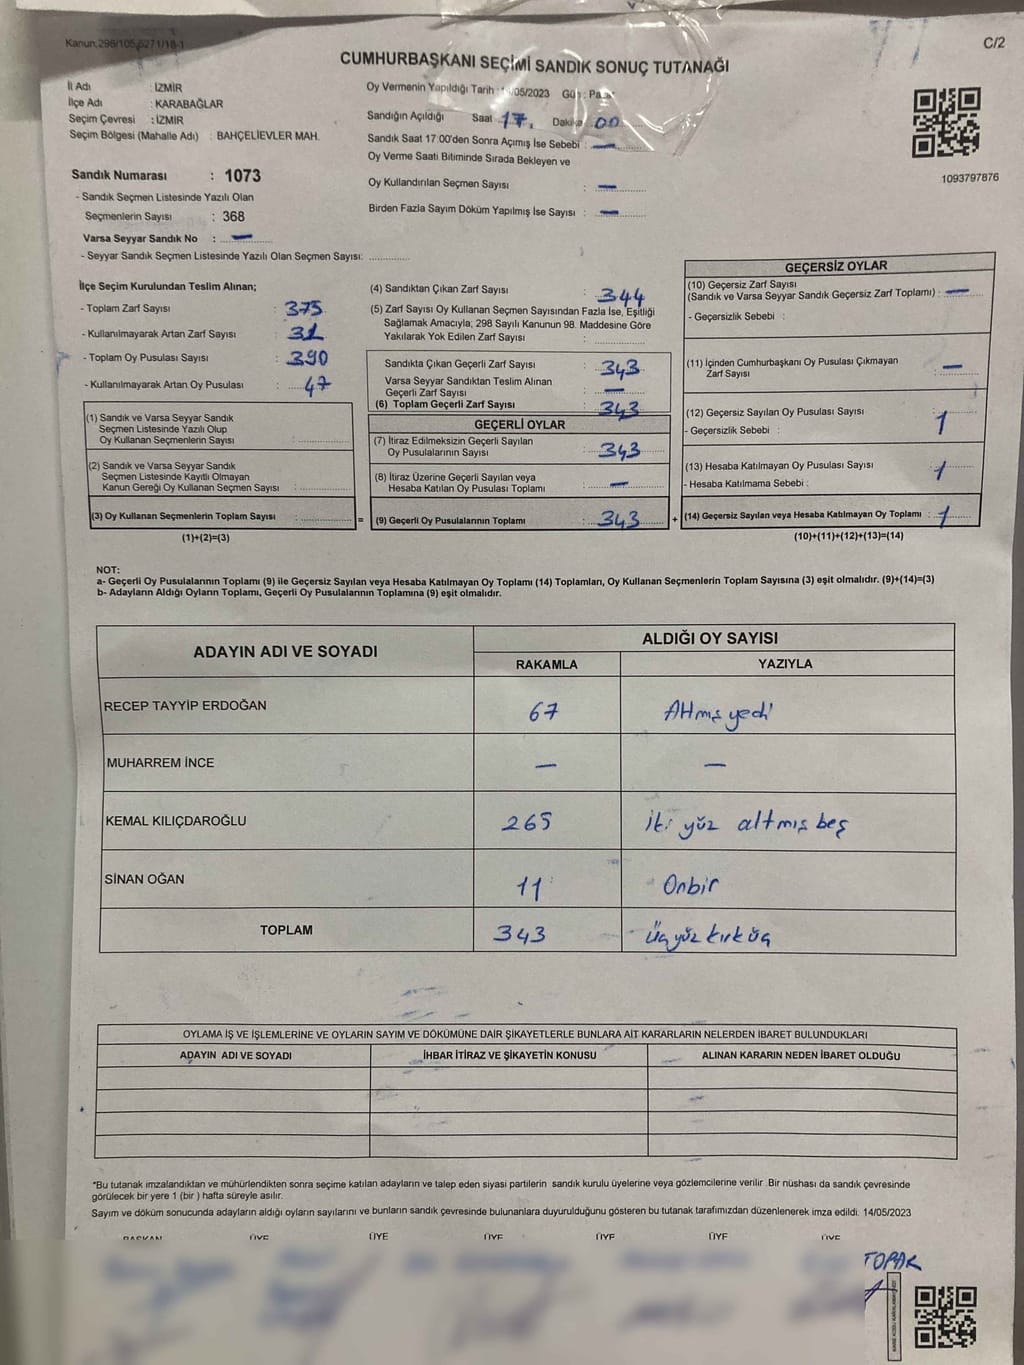 Kanun.298/105,6271/18-1
C/2
CUMHURBAŞKANI SEÇİMİ SANDIK SONUÇ TUTANAĞI
İl Adı : İZMİR
İlçe Adı : KARABAĞLAR
Seçim Çevresi : İZMİR
Seçim Bölgesi (Mahalle Adı) : BAHÇELİEVLER MAH.
Oy Vermenin Yapıldığı Tarih : 14/05/2023 Gün : Pazar
Sandığın Açıldığı Saat 17. Dakika 00
Sandık Saat 17:00'den Sonra Açımış İse Sebebi : —
Oy Verme Saati Bitiminde Sırada Bekleyen ve
Oy Kullandırılan Seçmen Sayısı : —
Birden Fazla Sayım Döküm Yapılmış İse Sayısı : —
1093797876
Sandık Numarası : 1073
- Sandık Seçmen Listesinde Yazılı Olan
Seçmenlerin Sayısı : 368
Varsa Seyyar Sandık No : —
- Seyyar Sandık Seçmen Listesinde Yazılı Olan Seçmen Sayısı: ............
İlçe Seçim Kurulundan Teslim Alınan;
- Toplam Zarf Sayısı : 375
- Kullanılmayarak Artan Zarf Sayısı : 31
- Toplam Oy Pusulası Sayısı : 390
- Kullanılmayarak Artan Oy Pusulası : 47
(1) Sandık ve Varsa Seyyar Sandık
Seçmen Listesinde Yazılı Olup
Oy Kullanan Seçmenlerin Sayısı :
(2) Sandık ve Varsa Seyyar Sandık
Seçmen Listesinde Kayıtlı Olmayan
Kanun Gereği Oy Kullanan Seçmen Sayısı :
(3) Oy Kullanan Seçmenlerin Toplam Sayısı : =
(1)+(2)=(3)
(4) Sandıktan Çıkan Zarf Sayısı : 344
(5) Zarf Sayısı Oy Kullanan Seçmen Sayısından Fazla İse, Eşitliği
Sağlamak Amacıyla; 298 Sayılı Kanunun 98. Maddesine Göre
Yakılarak Yok Edilen Zarf Sayısı :
Sandıkta Çıkan Geçerli Zarf Sayısı : 343
Varsa Seyyar Sandıktan Teslim Alınan
Geçerli Zarf Sayısı : —
(6) Toplam Geçerli Zarf Sayısı : 343
GEÇERLİ OYLAR
(7) İtiraz Edilmeksizin Geçerli Sayılan
Oy Pusulalarının Sayısı : 343
(8) İtiraz Üzerine Geçerli Sayılan veya
Hesaba Katılan Oy Pusulası Toplamı : —
(9) Geçerli Oy Pusulalarının Toplamı : 343 +
GEÇERSİZ OYLAR
(10) Geçersiz Zarf Sayısı
(Sandık ve Varsa Seyyar Sandık Geçersiz Zarf Toplamı) : —
- Geçersizlik Sebebi :
(11) İçinden Cumhurbaşkanı Oy Pusulası Çıkmayan
Zarf Sayısı : —
(12) Geçersiz Sayılan Oy Pusulası Sayısı : 1
- Geçersizlik Sebebi :
(13) Hesaba Katılmayan Oy Pusulası Sayısı : 1
- Hesaba Katılmama Sebebi :
(14) Geçersiz Sayılan veya Hesaba Katılmayan Oy Toplamı : 1
(10)+(11)+(12)+(13)=(14)
NOT:
a- Geçerli Oy Pusulalarının Toplamı (9) ile Geçersiz Sayılan veya Hesaba Katılmayan Oy Toplamı (14) Toplamları, Oy Kullanan Seçmenlerin Toplam Sayısına (3) eşit olmalıdır. (9)+(14)=(3)
b- Adayların Aldığı Oyların Toplamı, Geçerli Oy Pusulalarının Toplamına (9) eşit olmalıdır.
ADAYIN ADI VE SOYADI
ALDIĞI OY SAYISI
RAKAMLA YAZIYLA
RECEP TAYYİP ERDOĞAN 67 Altmış yedi
MUHARREM İNCE — —
KEMAL KILIÇDAROĞLU 265 İki yüz altmış beş
SİNAN OĞAN 11 Onbir
TOPLAM 343 Üçyüz kırk üç
OYLAMA İŞ VE İŞLEMLERİNE VE OYLARIN SAYIM VE DÖKÜMÜNE DAİR ŞİKAYETLERLE BUNLARA AİT KARARLARIN NELERDEN İBARET BULUNDUKLARI
ADAYIN ADI VE SOYADI İHBAR İTİRAZ VE ŞİKAYETİN KONUSU ALINAN KARARIN NEDEN İBARET OLDUĞU
*Bu tutanak imzalandıktan ve mühürlendikten sonra seçime katılan adayların ve talep eden siyasi partilerin sandık kurulu üyelerine veya gözlemcilerine verilir. Bir nüshası da sandık çevresinde
görülecek bir yere 1 (bir ) hafta süreyle asılır.
Sayım ve döküm sonucunda adayların aldığı oyların sayılarını ve bunların sandık çevresinde bulunanlara duyurulduğunu gösteren bu tutanak tarafımızdan düzenlenerek imza edildi. 14/05/2023
BAŞKAN ÜYE ÜYE ÜYE ÜYE ÜYE ÜYE
TOPAK